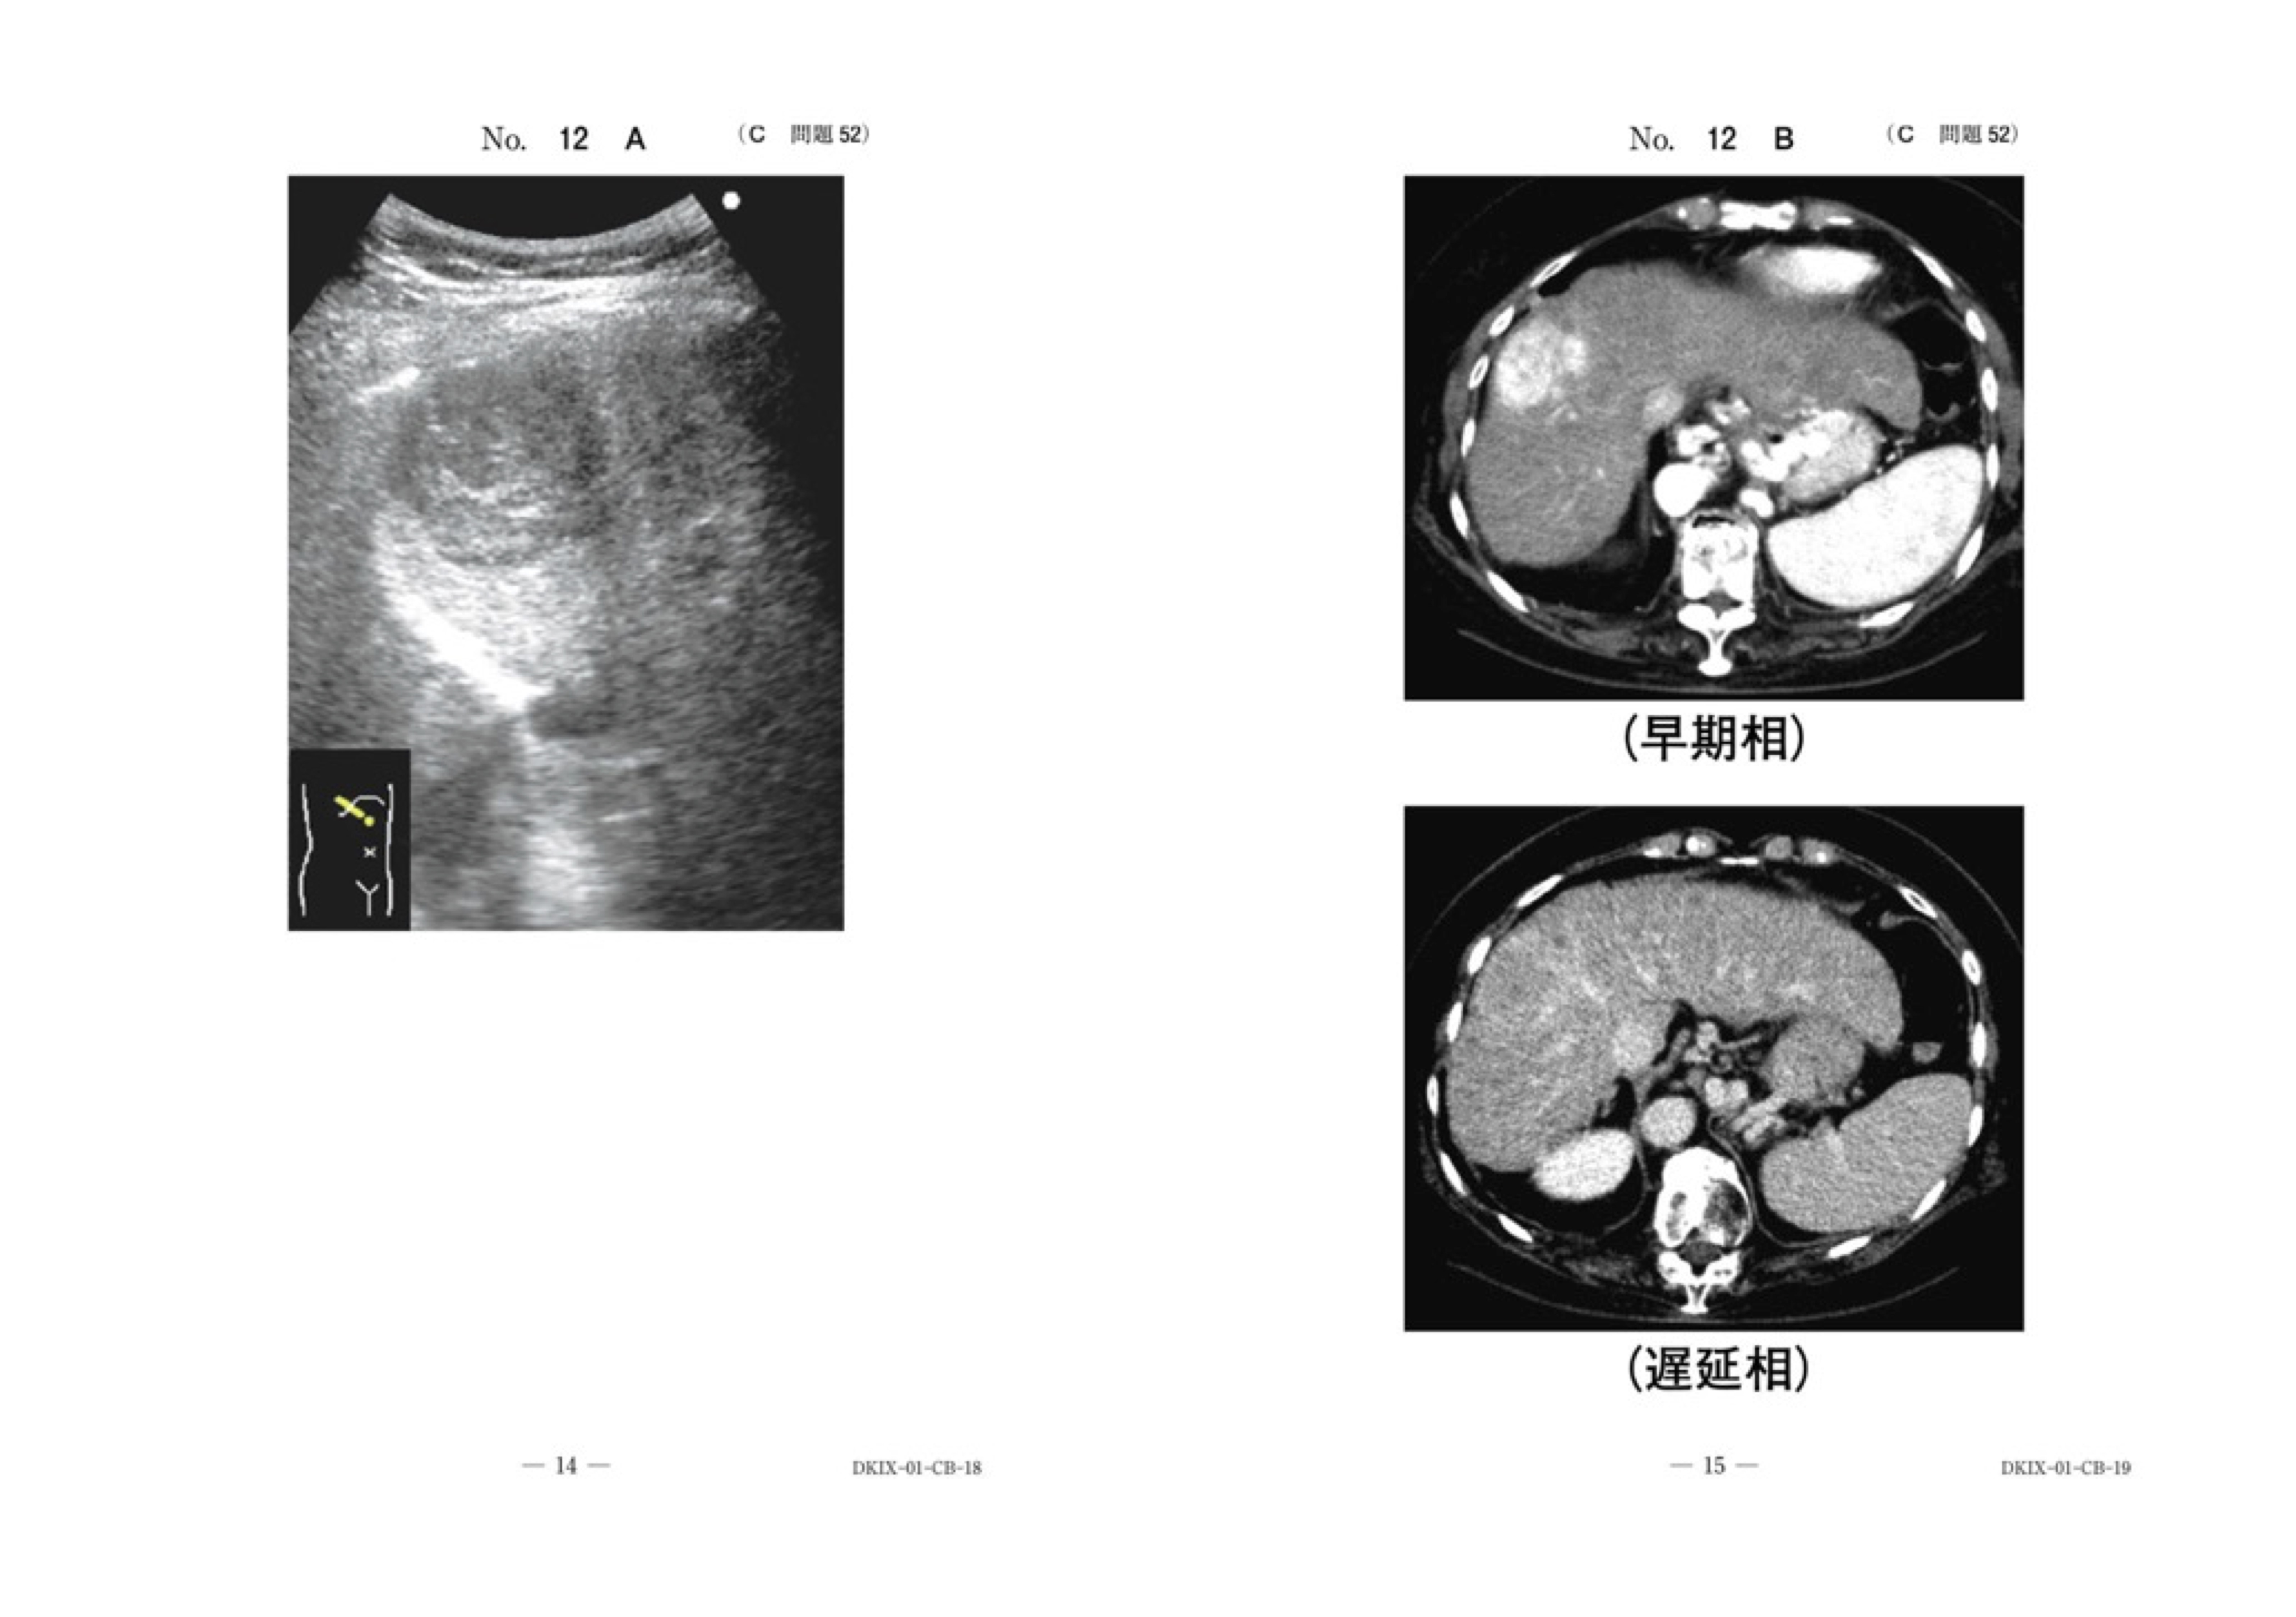 No. 12 A (C 問題 52)
— 14 —
DKIX-01-CB-18
No. 12 B (C 問題 52)
(早期相)
(遅延相)
— 15 —
DKIX-01-CB-19